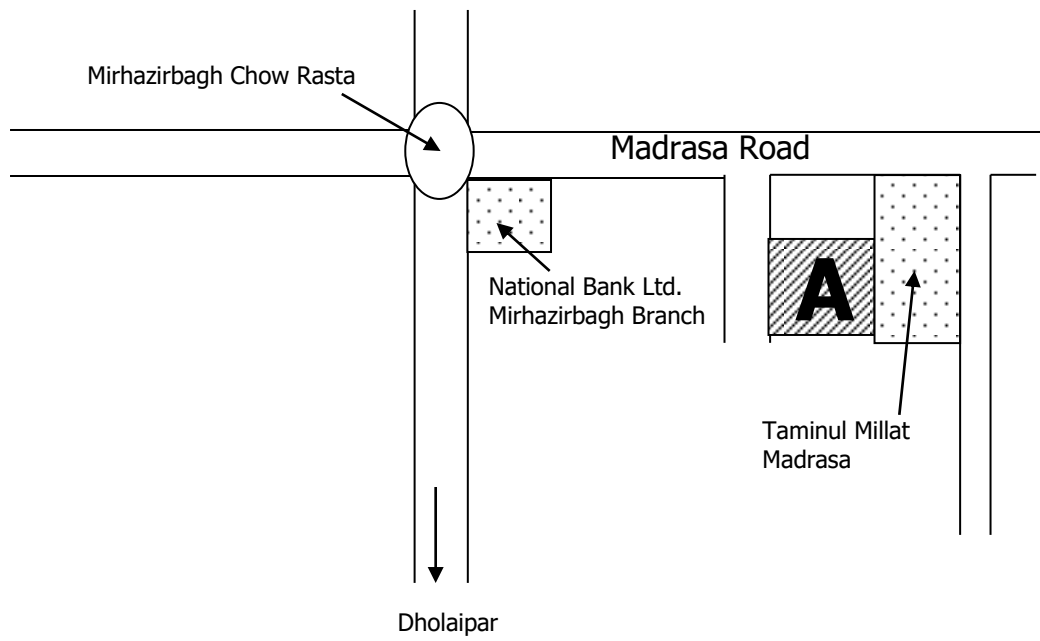 Mirhazirbagh Chow Rasta
Madrasa Road
National Bank Ltd.
Mirhazirbagh Branch
A
Taminul Millat
Madrasa
Dholaipar